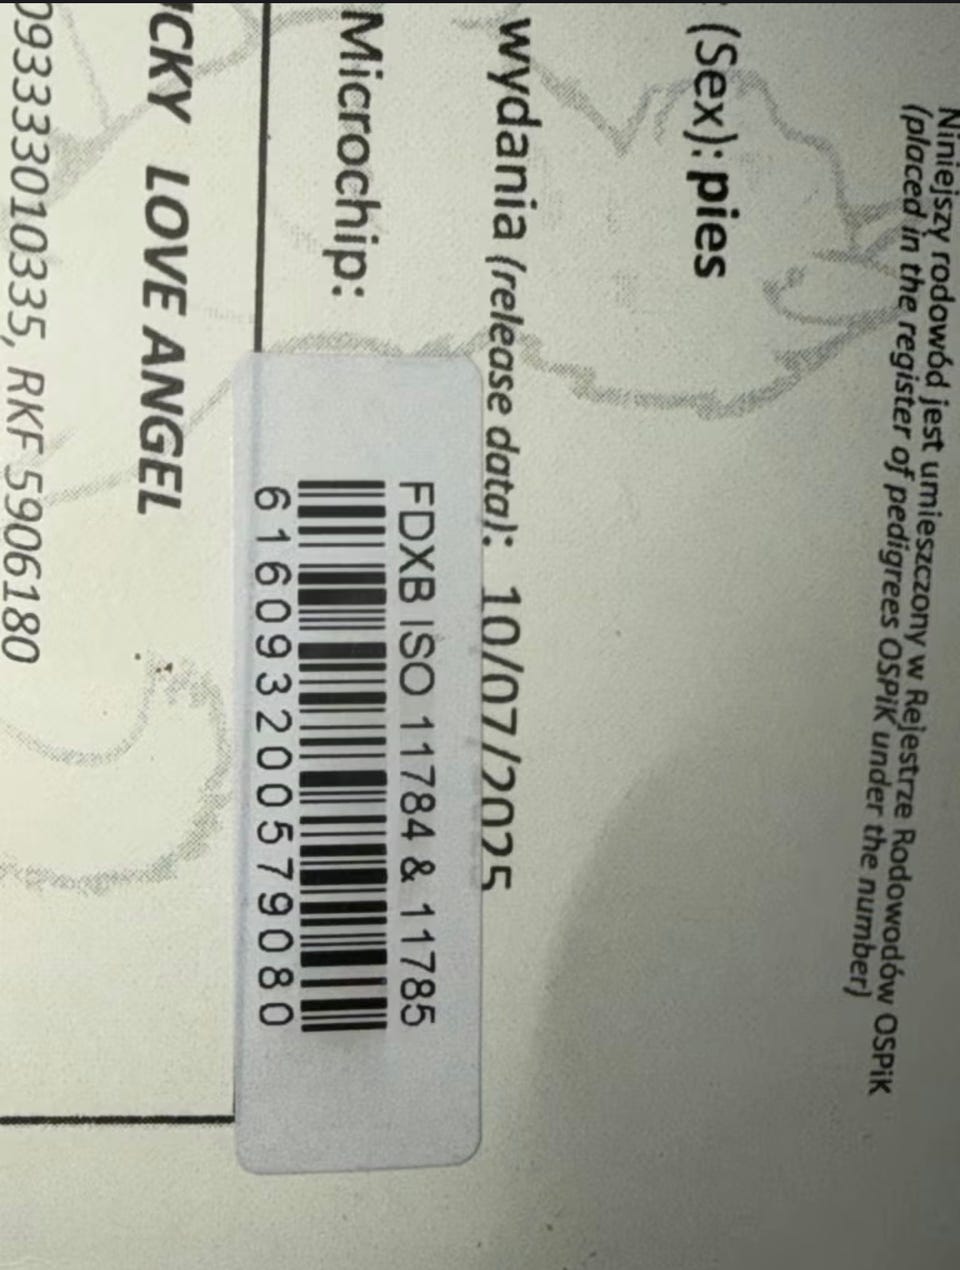 Niniejszy rodowód jest umieszczony w Rejestrze Rodowodów OSPiK
(placed in the register of pedigrees OSPiK under the number)
(Sex): pies
wydania (release data): 10/07/2025
Microchip:
FDXB ISO 11784 & 11785
616093200579080
LOVE ANGEL
RKF 5906180